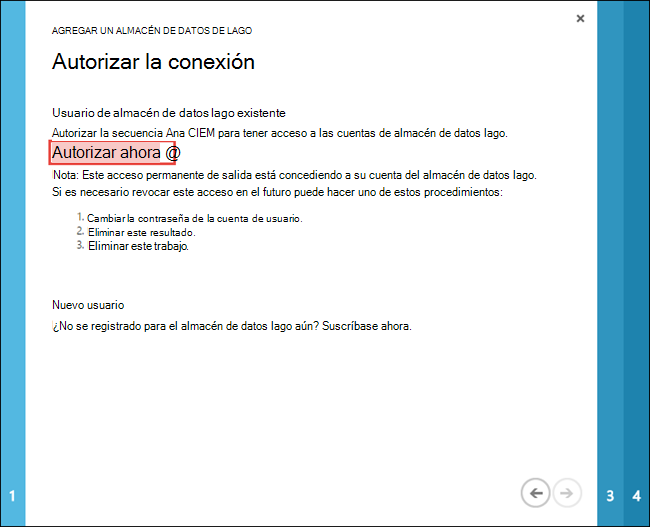 AGREGAR UN ALMACÉN DE DATOS DE LAGO
Autorizar la conexión
Usuario de almacén de datos lago existente
Autorizar la secuencia Ana CIEM para tener acceso a las cuentas de almacén de datos lago.
Autorizar ahora @
Nota: Este acceso permanente de salida está concediendo a su cuenta del almacén de datos lago.
Si es necesario revocar este acceso en el futuro puede hacer uno de estos procedimientos:
1. Cambiar la contraseña de la cuenta de usuario.
2. Eliminar este resultado.
3. Eliminar este trabajo.
Nuevo usuario
¿No se registrado para el almacén de datos lago aún? Suscríbase ahora.
1
3
4